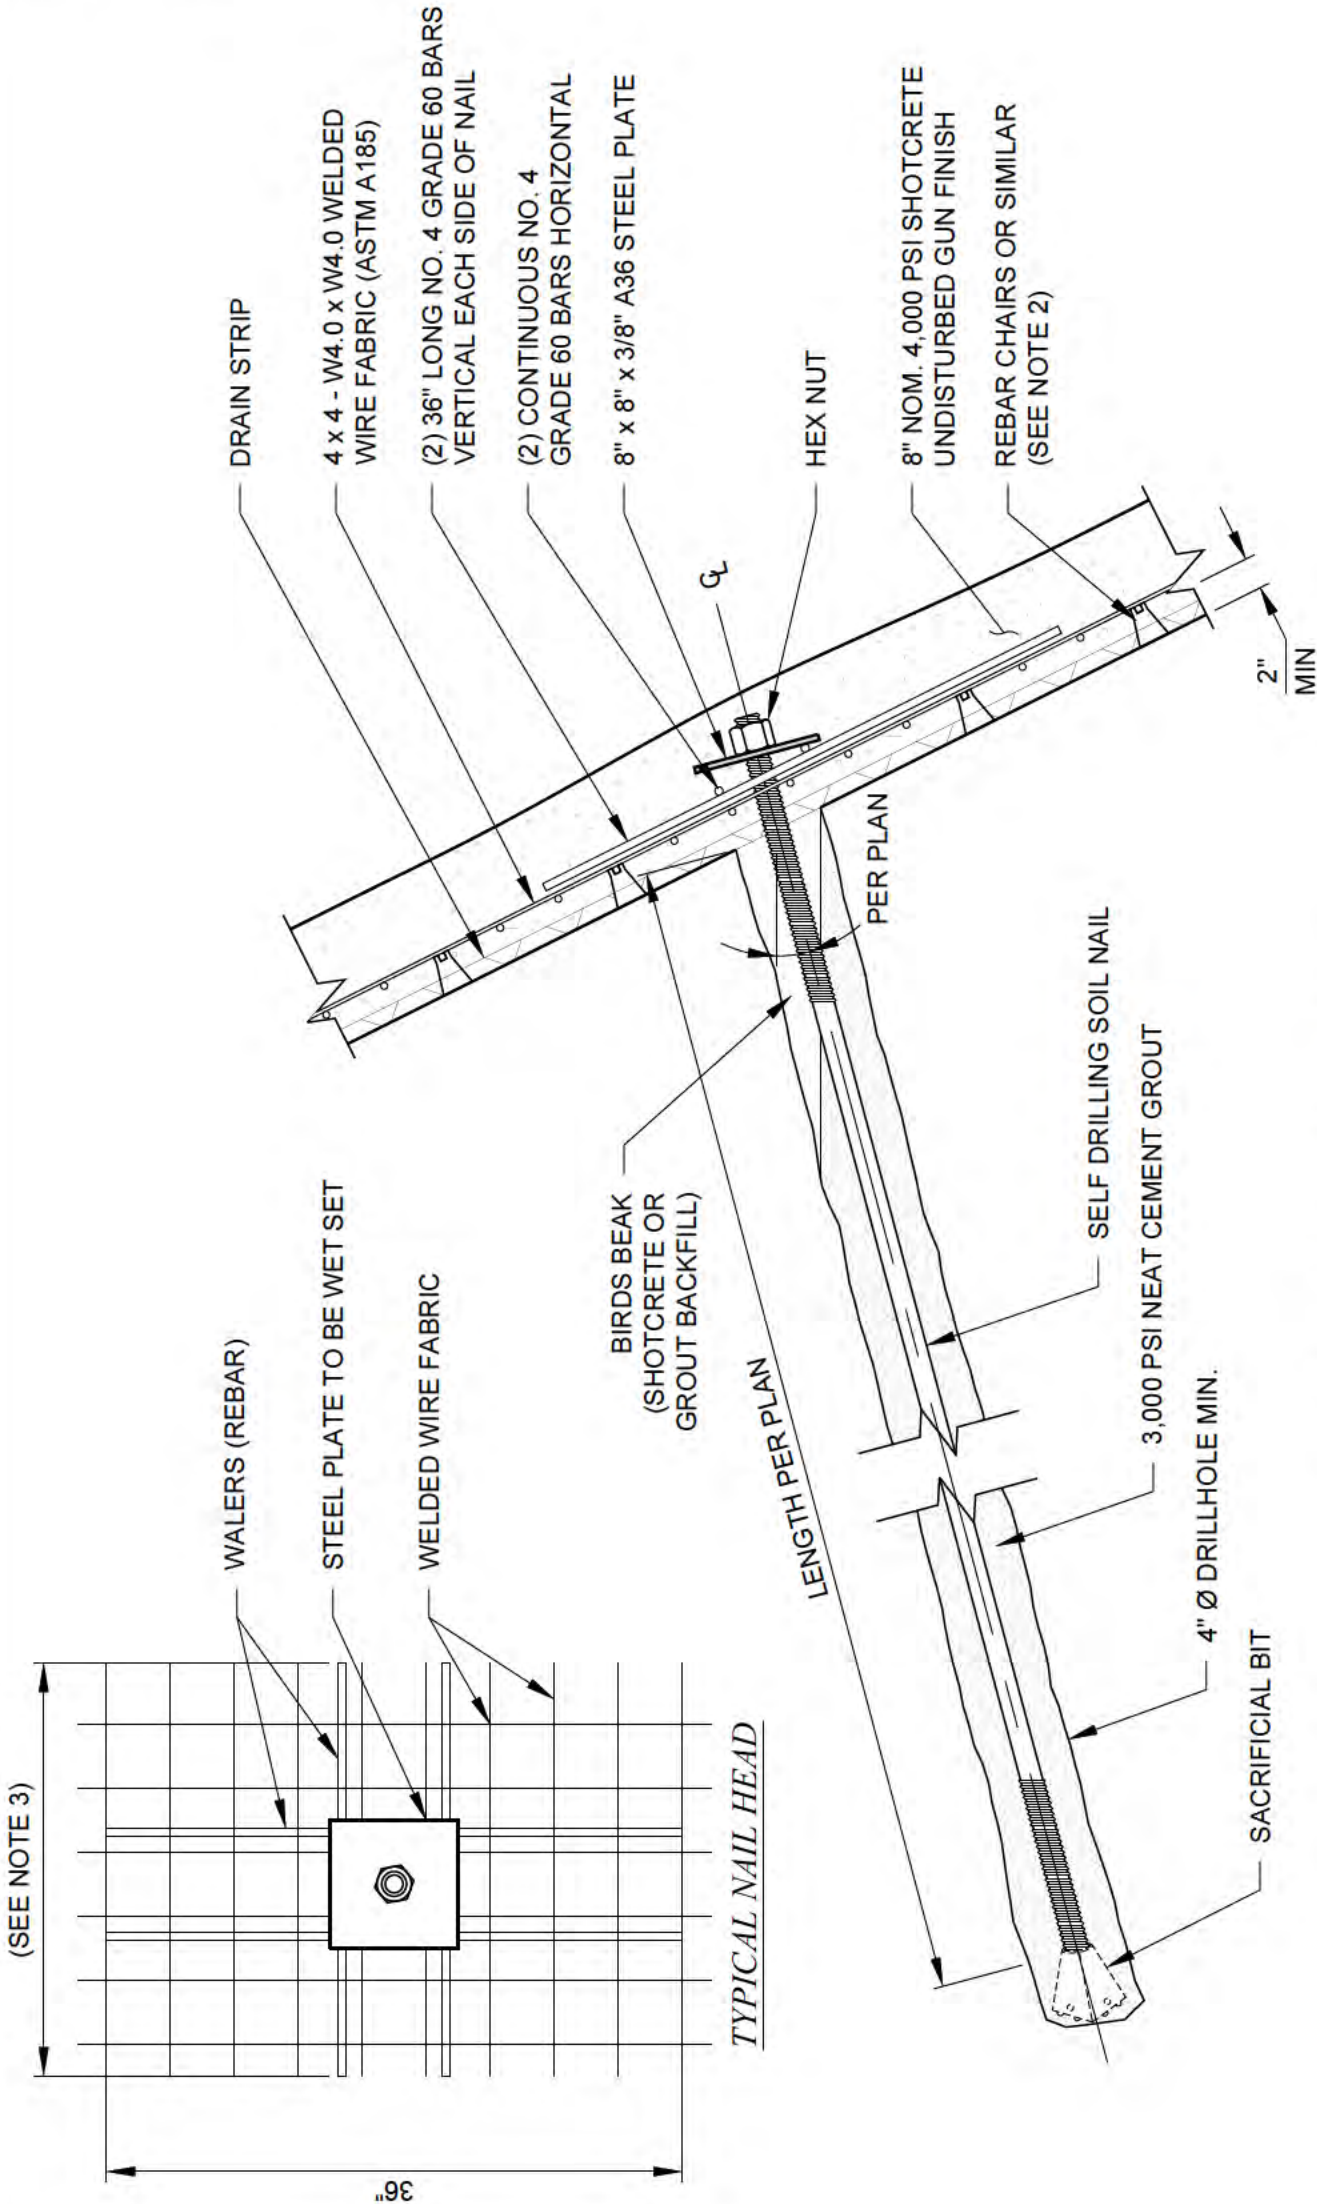 (SEE NOTE 3)
36"
WALERS (REBAR)
STEEL PLATE TO BE WET SET
WELDED WIRE FABRIC
TYPICAL NAIL HEAD
DRAIN STRIP
4 x 4 - W4.0 x W4.0 WELDED
WIRE FABRIC (ASTM A185)
(2) 36" LONG NO. 4 GRADE 60 BARS
VERTICAL EACH SIDE OF NAIL
(2) CONTINUOUS NO. 4
GRADE 60 BARS HORIZONTAL
8" x 8" x 3/8" A36 STEEL PLATE
CL
HEX NUT
8" NOM. 4,000 PSI SHOTCRETE
UNDISTURBED GUN FINISH
REBAR CHAIRS OR SIMILAR
(SEE NOTE 2)
2"
MIN
BIRDS BEAK
(SHOTCRETE OR
GROUT BACKFILL)
PER PLAN
LENGTH PER PLAN
SELF DRILLING SOIL NAIL
3,000 PSI NEAT CEMENT GROUT
4" Ø DRILLHOLE MIN.
SACRIFICIAL BIT